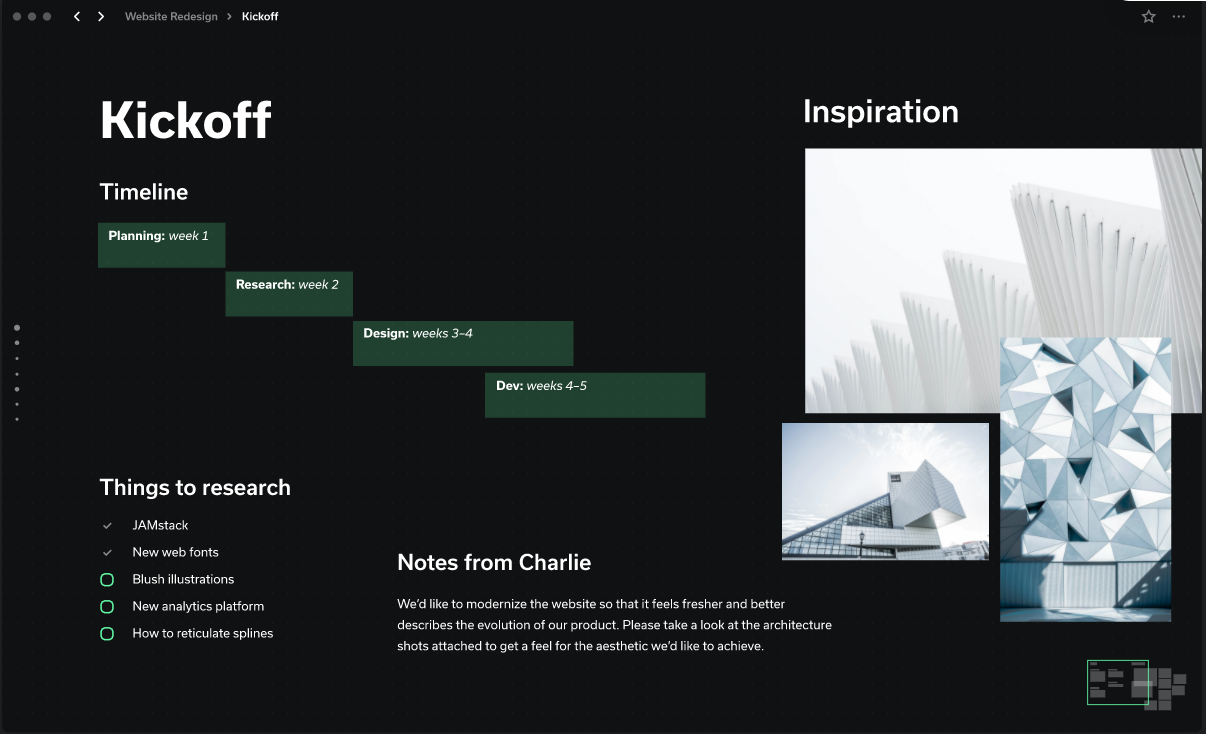 Website Redesign > Kickoff
Kickoff
Timeline
Planning: week 1
Research: week 2
Design: weeks 3–4
Dev: weeks 4–5
Things to research
JAMstack
New web fonts
Blush illustrations
New analytics platform
How to reticulate splines
Notes from Charlie
We’d like to modernize the website so that it feels fresher and better
describes the evolution of our product. Please take a look at the architecture
shots attached to get a feel for the aesthetic we’d like to achieve.
Inspiration